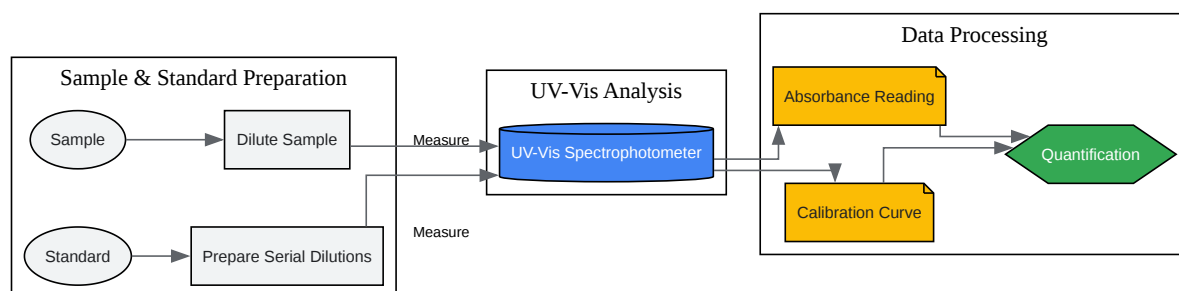 Sample & Standard Preparation
Sample
Dilute Sample
Standard
Prepare Serial Dilutions
Measure
Measure
UV-Vis Analysis
UV-Vis Spectrophotometer
Data Processing
Absorbance Reading
Calibration Curve
Quantification